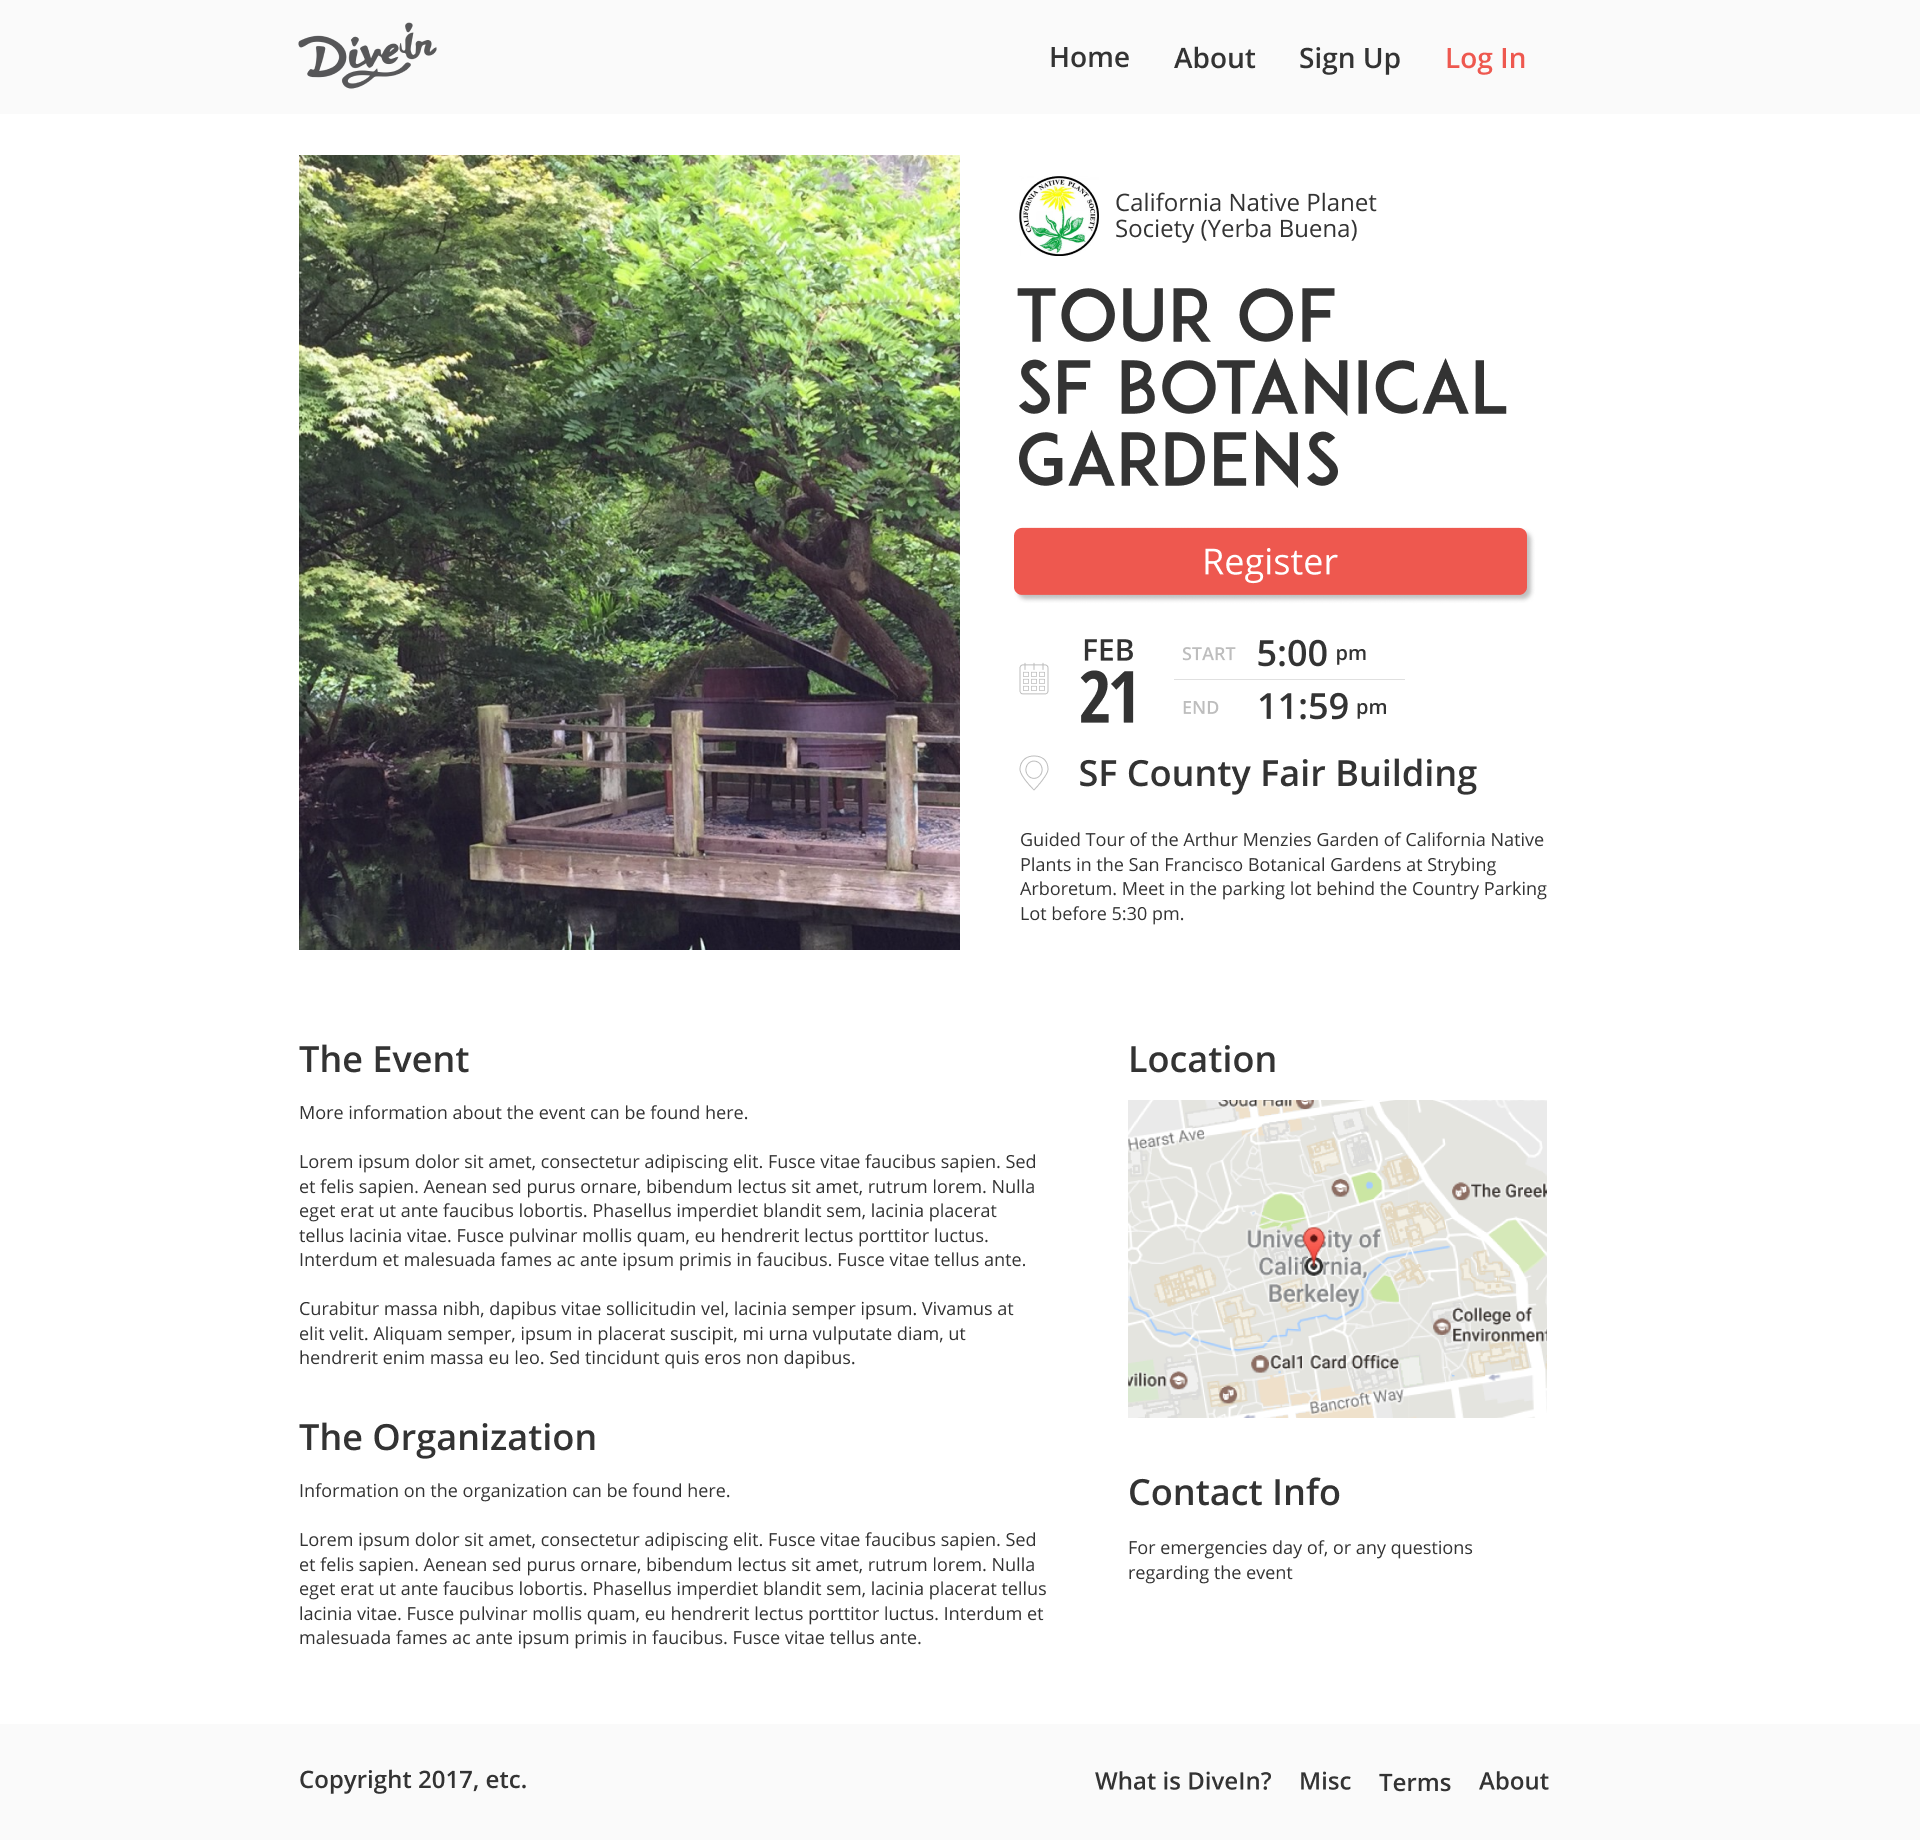 DiveIn
Home About Sign Up Log In
CALIFORNIA NATIVE PLANT SOCIETY
California Native Planet
Society (Yerba Buena)
TOUR OF
SF BOTANICAL
GARDENS
Register
FEB
21
START 5:00 pm
END 11:59 pm
SF County Fair Building
Guided Tour of the Arthur Menzies Garden of California Native
Plants in the San Francisco Botanical Gardens at Strybing
Arboretum. Meet in the parking lot behind the Country Parking
Lot before 5:30 pm.
The Event
More information about the event can be found here.
Lorem ipsum dolor sit amet, consectetur adipiscing elit. Fusce vitae faucibus sapien. Sed
et felis sapien. Aenean sed purus ornare, bibendum lectus sit amet, rutrum lorem. Nulla
eget erat ut ante faucibus lobortis. Phasellus imperdiet blandit sem, lacinia placerat
tellus lacinia vitae. Fusce pulvinar mollis quam, eu hendrerit lectus porttitor luctus.
Interdum et malesuada fames ac ante ipsum primis in faucibus. Fusce vitae tellus ante.
Curabitur massa nibh, dapibus vitae sollicitudin vel, lacinia semper ipsum. Vivamus at
elit velit. Aliquam semper, ipsum in placerat suscipit, mi urna vulputate diam, ut
hendrerit enim massa eu leo. Sed tincidunt quis eros non dapibus.
The Organization
Information on the organization can be found here.
Lorem ipsum dolor sit amet, consectetur adipiscing elit. Fusce vitae faucibus sapien. Sed
et felis sapien. Aenean sed purus ornare, bibendum lectus sit amet, rutrum lorem. Nulla
eget erat ut ante faucibus lobortis. Phasellus imperdiet blandit sem, lacinia placerat tellus
lacinia vitae. Fusce pulvinar mollis quam, eu hendrerit lectus porttitor luctus. Interdum et
malesuada fames ac ante ipsum primis in faucibus. Fusce vitae tellus ante.
Location
Soda Hall
Hearst Ave
The Greek
University of
California,
Berkeley
College of
Environment
Cal1 Card Office
vilion
Bancroft Way
Contact Info
For emergencies day of, or any questions
regarding the event
Copyright 2017, etc.
What is DiveIn? Misc Terms About